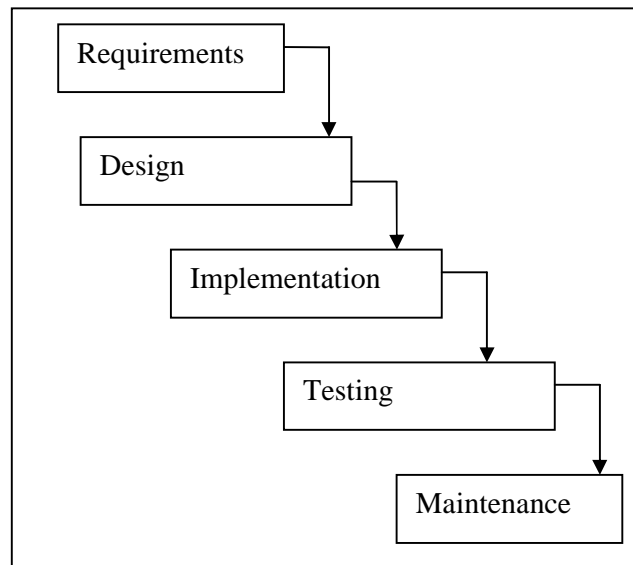 Requirements
Design
Implementation
Testing
Maintenance